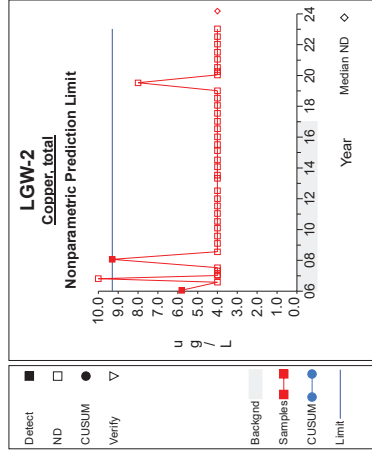 LGW-2
Copper, total
Nonparametric Prediction Limit
10.0
9.0
8.0
7.0
6.0
5.0
4.0
3.0
2.0
1.0
0.0
u
g
/
L
06
08
10
12
14
16
18
20
22
24
Year
Median ND
Detect
ND
CUSUM
Verify
Backgnd
Samples
CUSUM
Limit